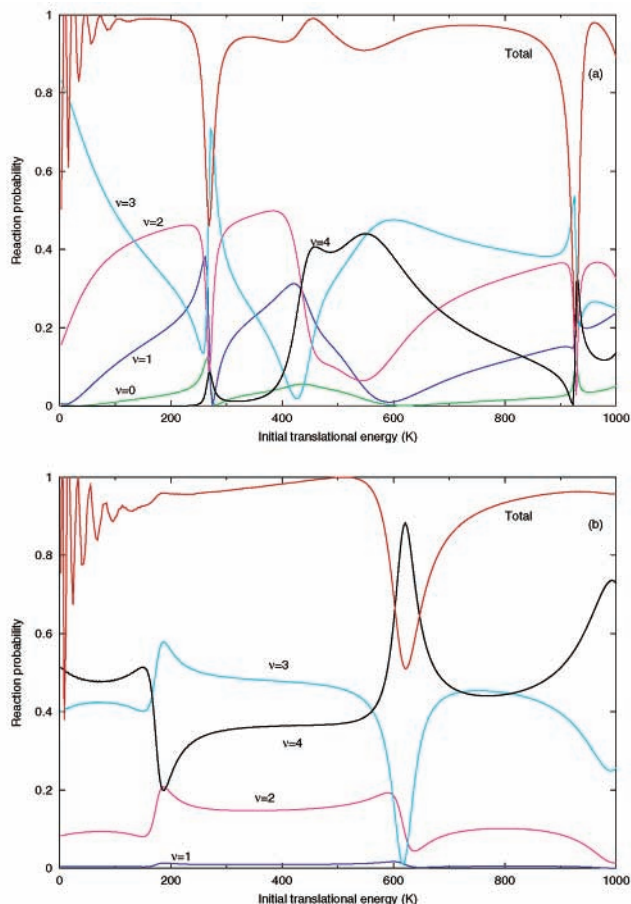 1
Total
(a)
0.8
ν=3
0.6
Reaction probability
ν=2
ν=4
0.4
0.2
ν=1
ν=0
0
0 200 400 600 800 1000
Initial translational energy (K)
1
Total
(b)
0.8
0.6
Reaction probability
ν=3
0.4
ν=4
0.2
ν=2
ν=1
0
0 200 400 600 800 1000
Initial translational energy (K)